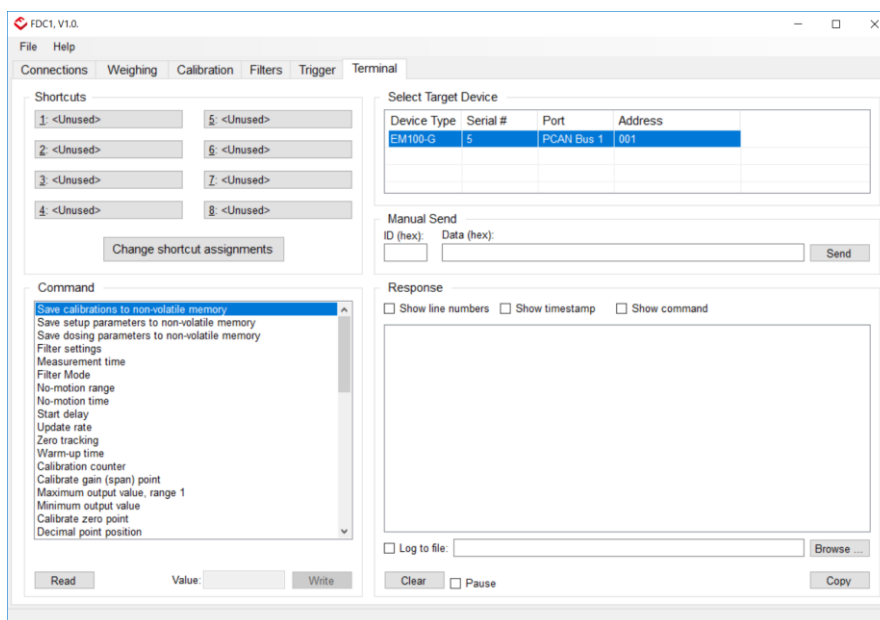 FDC1, V1.0.
File Help
Connections Weighing Calibration Filters Trigger Terminal
Shortcuts
1: <Unused> 5: <Unused>
2: <Unused> 6: <Unused>
3: <Unused> 7: <Unused>
4: <Unused> 8: <Unused>
Change shortcut assignments
Select Target Device
Device Type Serial # Port Address
EM100-G 5 PCAN Bus 1 001
Manual Send
ID (hex): Data (hex):
Send
Command
Save calibrations to non-volatile memory
Save setup parameters to non-volatile memory
Save dosing parameters to non-volatile memory
Filter settings
Measurement time
Filter Mode
No-motion range
No-motion time
Start delay
Update rate
Zero tracking
Warm-up time
Calibration counter
Calibrate gain (span) point
Maximum output value, range 1
Minimum output value
Calibrate zero point
Decimal point position
Read Value: Write
Response
Show line numbers Show timestamp Show command
Log to file: Browse ...
Clear Pause Copy